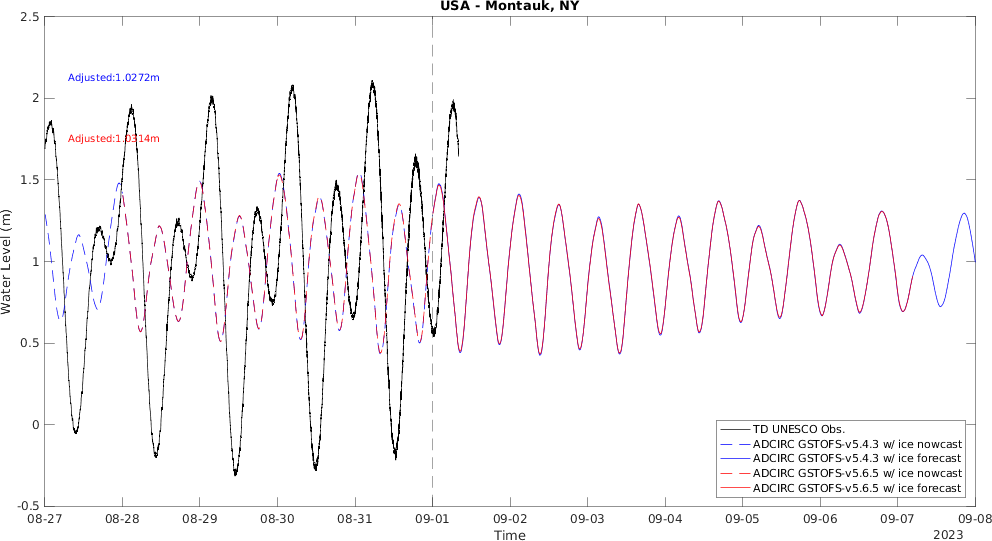 USA - Montauk, NY
2.5
2
1.5
1
0.5
0
-0.5
Water Level (m)
Adjusted:1.0272m
Adjusted:1.0314m
TD UNESCO Obs.
ADCIRC GSTOFS-v5.4.3 w/ ice nowcast
ADCIRC GSTOFS-v5.4.3 w/ ice forecast
ADCIRC GSTOFS-v5.6.5 w/ ice nowcast
ADCIRC GSTOFS-v5.6.5 w/ ice forecast
08-27 08-28 08-29 08-30 08-31 09-01 09-02 09-03 09-04 09-05 09-06 09-07 09-08
Time
2023